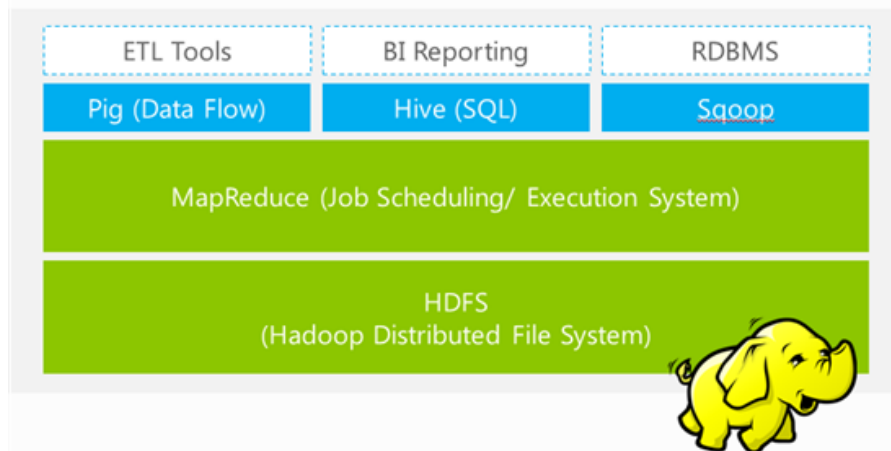 ETL Tools
BI Reporting
RDBMS
Pig (Data Flow)
Hive (SQL)
Sqoop
MapReduce (Job Scheduling/ Execution System)
HDFS
(Hadoop Distributed File System)